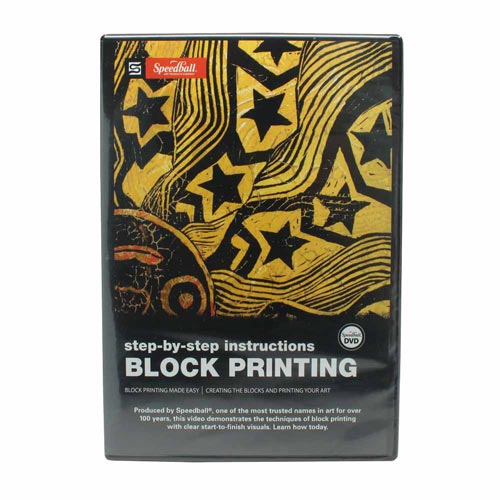 Speedball®
step-by-step instructions
Speedball
DVD
BLOCK PRINTING
BLOCK PRINTING MADE EASY | CREATING THE BLOCKS AND PRINTING YOUR ART
Produced by Speedball®, one of the most trusted names in art for over
100 years, this video demonstrates the techniques of block printing
with clear start-to-finish visuals. Learn how today.